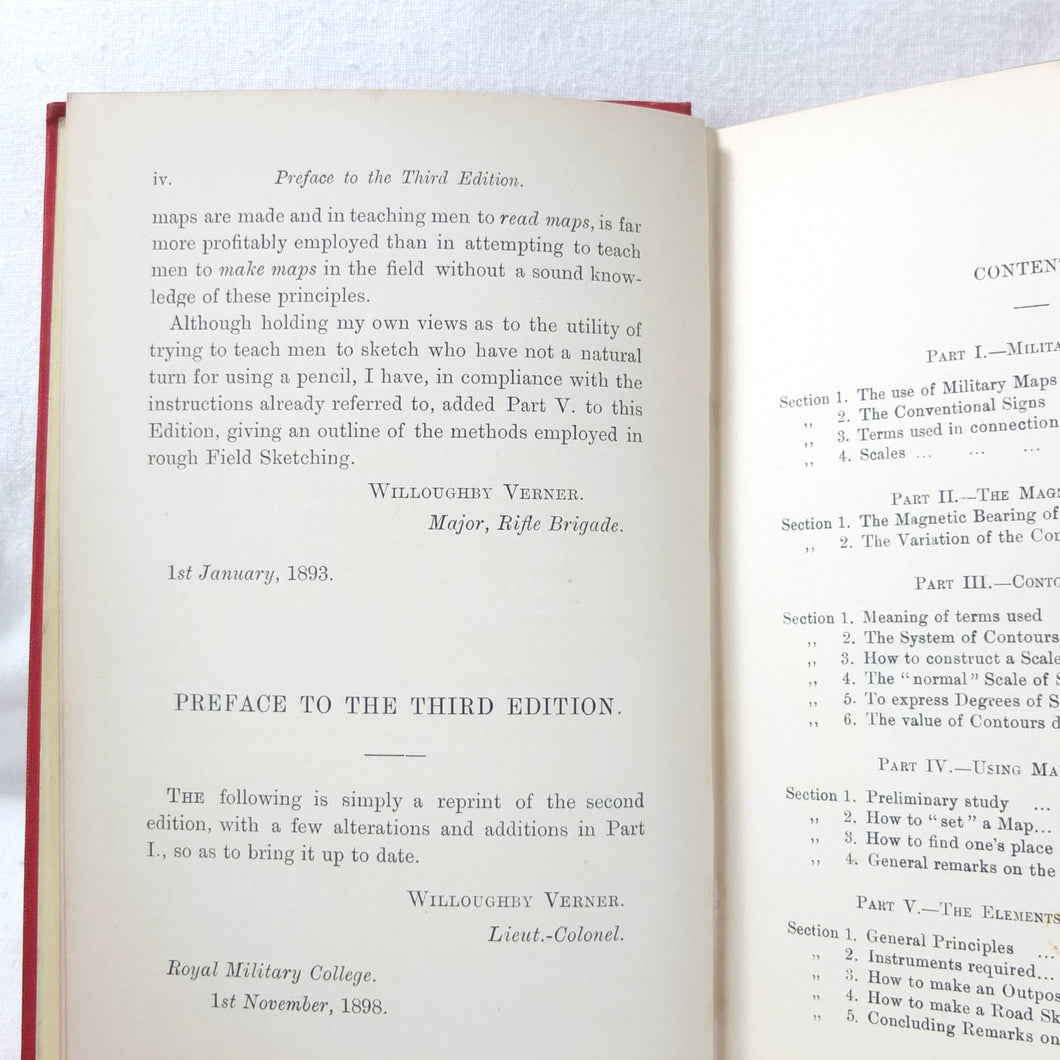 iv. Preface to the Third Edition.
maps are made and in teaching men to read maps, is far
more profitably employed than in attempting to teach
men to make maps in the field without a sound know-
ledge of these principles.
Although holding my own views as to the utility of
trying to teach men to sketch who have not a natural
turn for using a pencil, I have, in compliance with the
instructions already referred to, added Part V. to this
Edition, giving an outline of the methods employed in
rough Field Sketching.
WILLOUGHBY VERNER.
Major, Rifle Brigade.
1st January, 1893.
PREFACE TO THE THIRD EDITION.
THE following is simply a reprint of the second
edition, with a few alterations and additions in Part
I., so as to bring it up to date.
WILLOUGHBY VERNER.
Lieut.-Colonel.
Royal Military College.
1st November, 1898.
CONTEN
PART I.—MILITA
Section 1. The use of Military Maps
,, 2. The Conventional Signs
,, 3. Terms used in connection
,, 4. Scales ... ... ...
PART II.—THE MAGN
Section 1. The Magnetic Bearing of
,, 2. The Variation of the Com
PART III.—CONTO
Section 1. Meaning of terms used
,, 2. The System of Contours
,, 3. How to construct a Scale
,, 4. The "normal" Scale of S
,, 5. To express Degrees of S
,, 6. The value of Contours d
PART IV.—USING MA
Section 1. Preliminary study ...
,, 2. How to "set" a Map...
,, 3. How to find one's place
,, 4. General remarks on the
PART V.—THE ELEMENTS
Section 1. General Principles ...
,, 2. Instruments required...
,, 3. How to make an Outpos
,, 4. How to make a Road Sk
,, 5. Concluding Remarks on